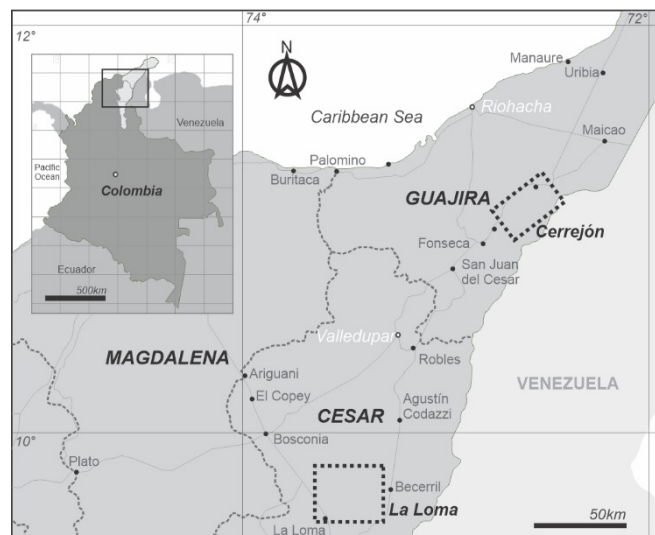 74°
72°
12°
N
Manaure
Uribia
Caribbean Sea
Riohacha
Venezuela
Maicao
Pacific
Ocean
Palomino
Buritaca
Colombia
GUAJIRA
Cerrejón
Fonseca
Ecuador
San Juan
del Cesar
500km
Valledupar
Robles
MAGDALENA
Ariguani
VENEZUELA
El Copey
Agustín
Codazzi
CESAR
10°
Bosconia
Plato
Becerril
La Loma
La Loma
50km